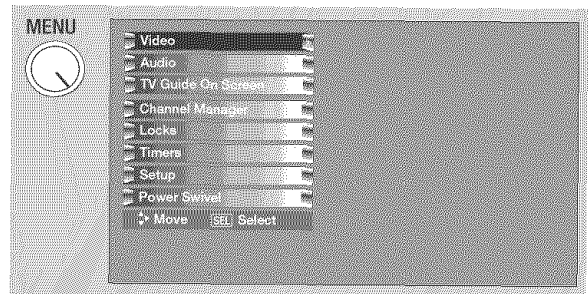 MENU
Video
Audio
TV Guide On Screen
Channel Manager
Locks
Timers
Setup
Power Swivel
Move SEL Select